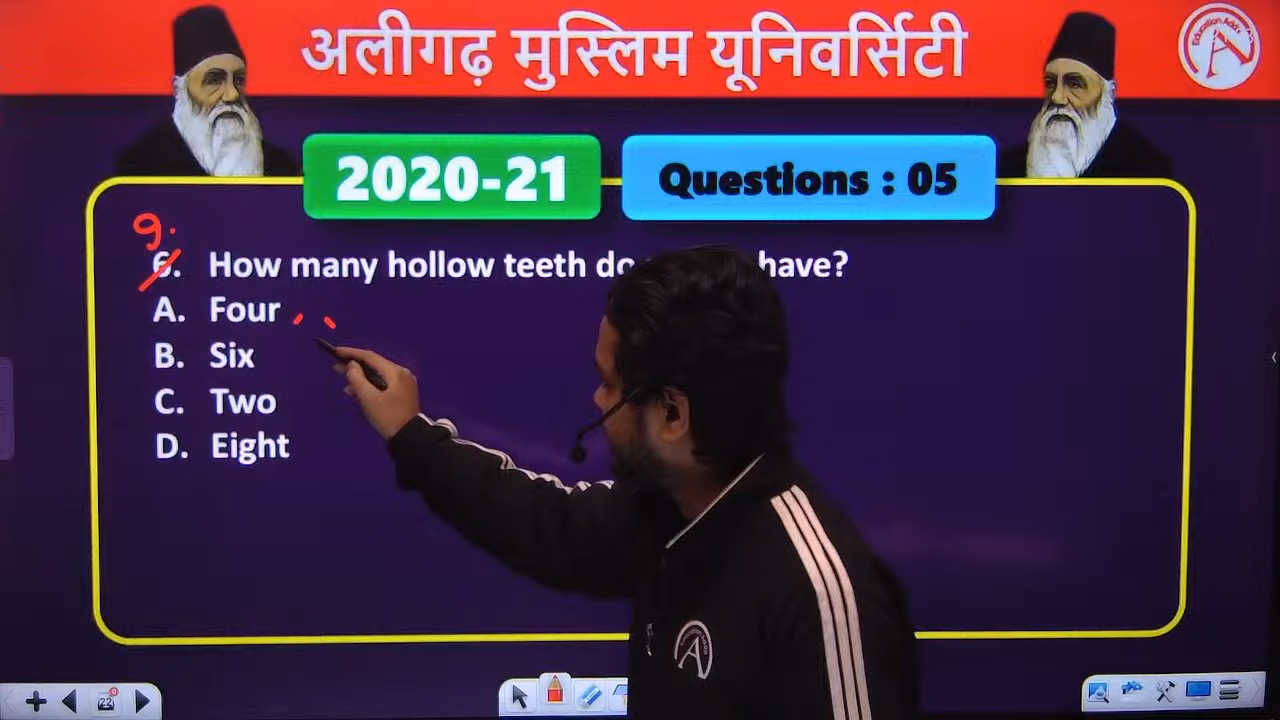 अलीगढ़ मुस्लिम यूनिवर्सिटी
2020-21
Questions : 05
9.
6. How many hollow teeth do have?
A. Four
B. Six
C. Two
D. Eight
22